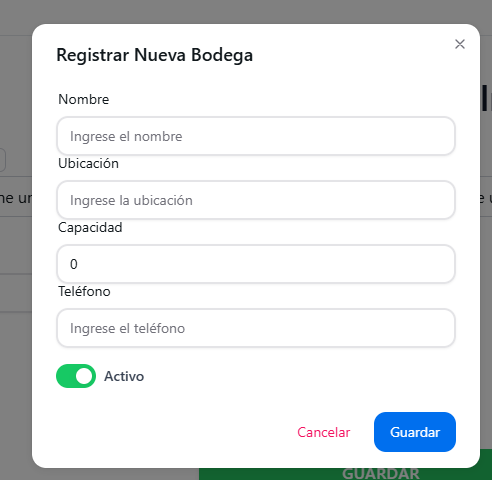 Registrar Nueva Bodega
Nombre
Ingrese el nombre
Ubicación
Ingrese la ubicación
Capacidad
0
Teléfono
Ingrese el teléfono
Activo
Cancelar
Guardar
GUARDAR